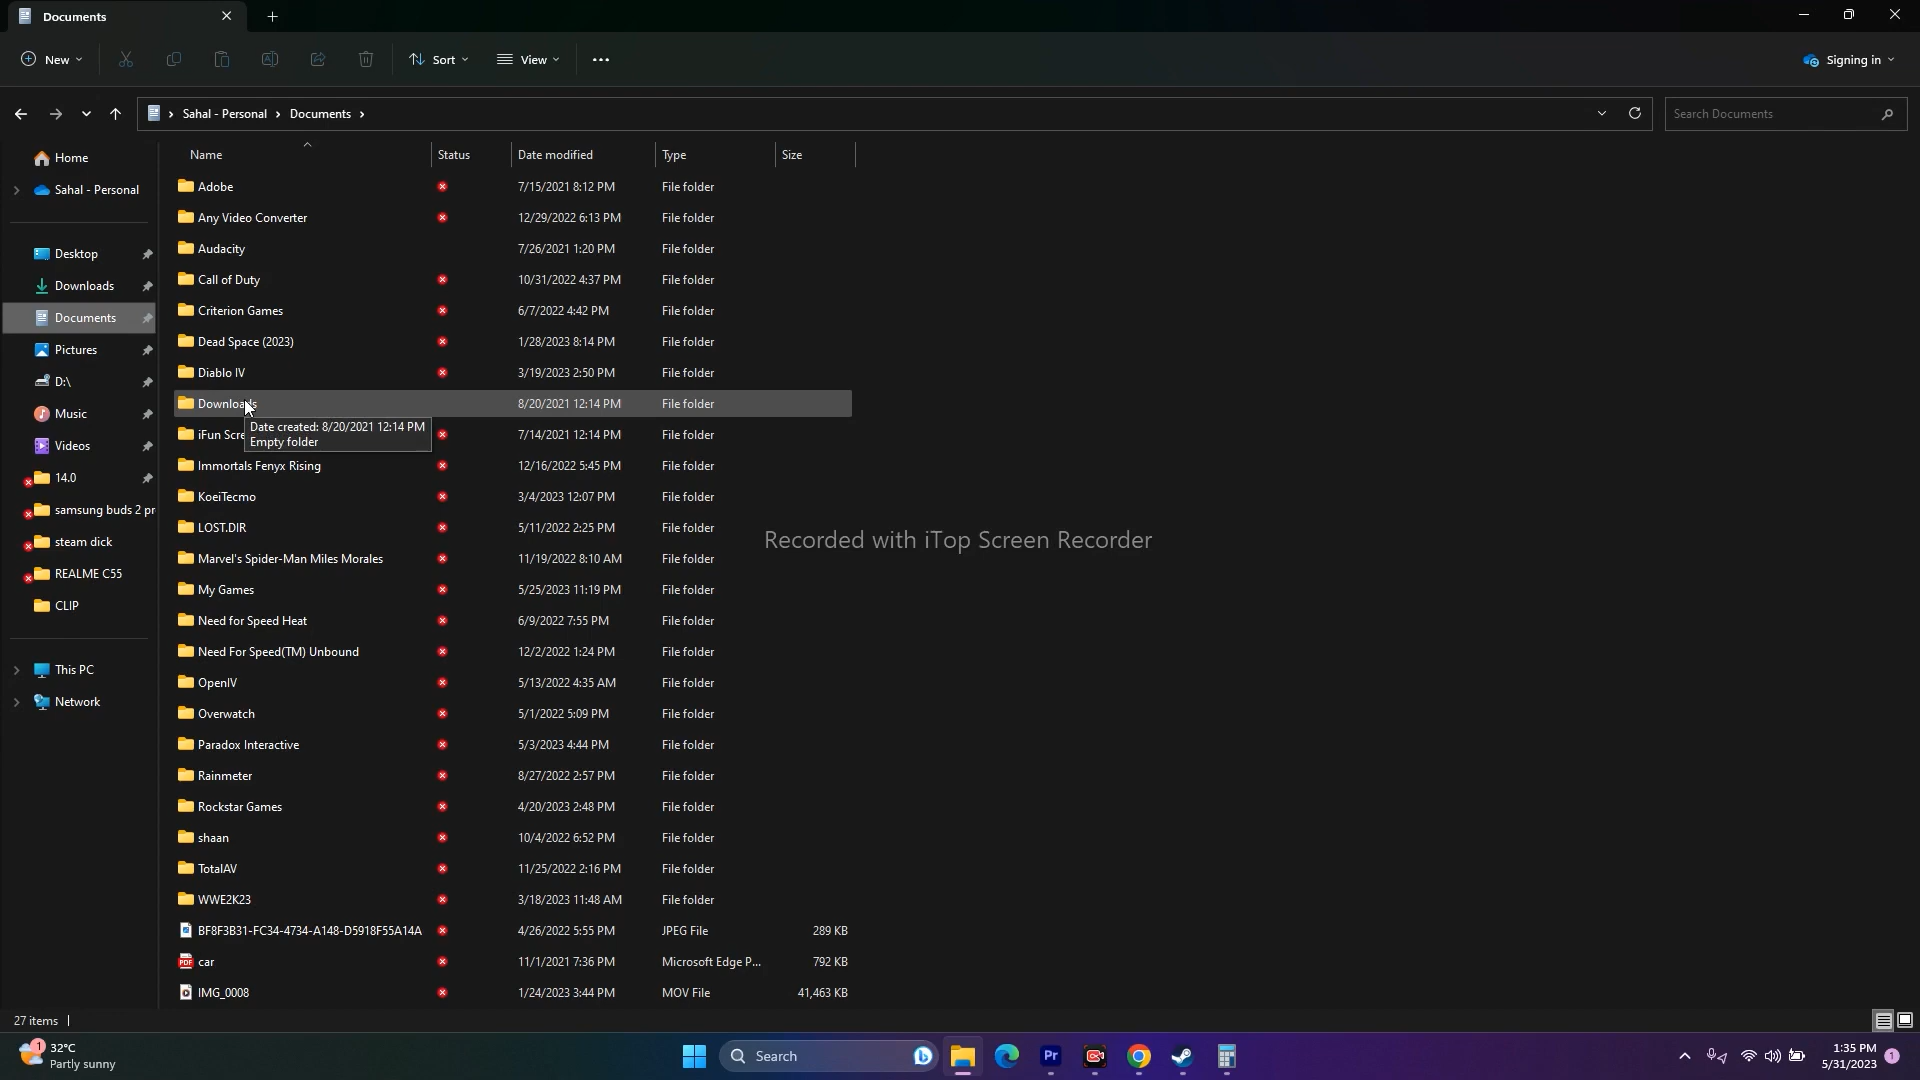 Documents
New
Sort
View
Signing in
Sahal - Personal
Documents
Search Documents
Home
Sahal - Personal
Desktop
Downloads
Documents
Pictures
D:\
Music
Videos
14.0
samsung buds 2 pr
steam dick
REALME C55
CLIP
This PC
Network
Name Status Date modified Type Size
Adobe 7/15/2021 8:12 PM File folder
Any Video Converter 12/29/2022 6:13 PM File folder
Audacity 7/26/2021 1:20 PM File folder
Call of Duty 10/31/2022 4:37 PM File folder
Criterion Games 6/7/2022 4:42 PM File folder
Dead Space (2023) 1/28/2023 8:14 PM File folder
Diablo IV 3/19/2023 2:50 PM File folder
Downloads 8/20/2021 12:14 PM File folder
Date created: 8/20/2021 12:14 PM
Empty folder
iFun Scre 7/14/2021 12:14 PM File folder
Immortals Fenyx Rising 12/16/2022 5:45 PM File folder
KoeiTecmo 3/4/2023 12:07 PM File folder
LOST.DIR 5/11/2022 2:25 PM File folder
Recorded with iTop Screen Recorder
Marvel's Spider-Man Miles Morales 11/19/2022 8:10 AM File folder
My Games 5/25/2023 11:19 PM File folder
Need for Speed Heat 6/9/2022 7:55 PM File folder
Need For Speed(TM) Unbound 12/2/2022 1:24 PM File folder
OpenIV 5/13/2022 4:35 AM File folder
Overwatch 5/1/2022 5:09 PM File folder
Paradox Interactive 5/3/2023 4:44 PM File folder
Rainmeter 8/27/2022 2:57 PM File folder
Rockstar Games 4/20/2023 2:48 PM File folder
shaan 10/4/2022 6:52 PM File folder
TotalAV 11/25/2022 2:16 PM File folder
WWE2K23 3/18/2023 11:48 AM File folder
BF8F3B31-FC34-4734-A148-D5918F55A14A 4/26/2022 5:55 PM JPEG File 289 KB
PDF car 11/1/2021 7:36 PM Microsoft Edge P... 792 KB
IMG_0008 1/24/2023 3:44 PM MOV File 41,463 KB
27 items
1
32°C
Partly sunny
Search
Pr
1:35 PM
5/31/2023
1